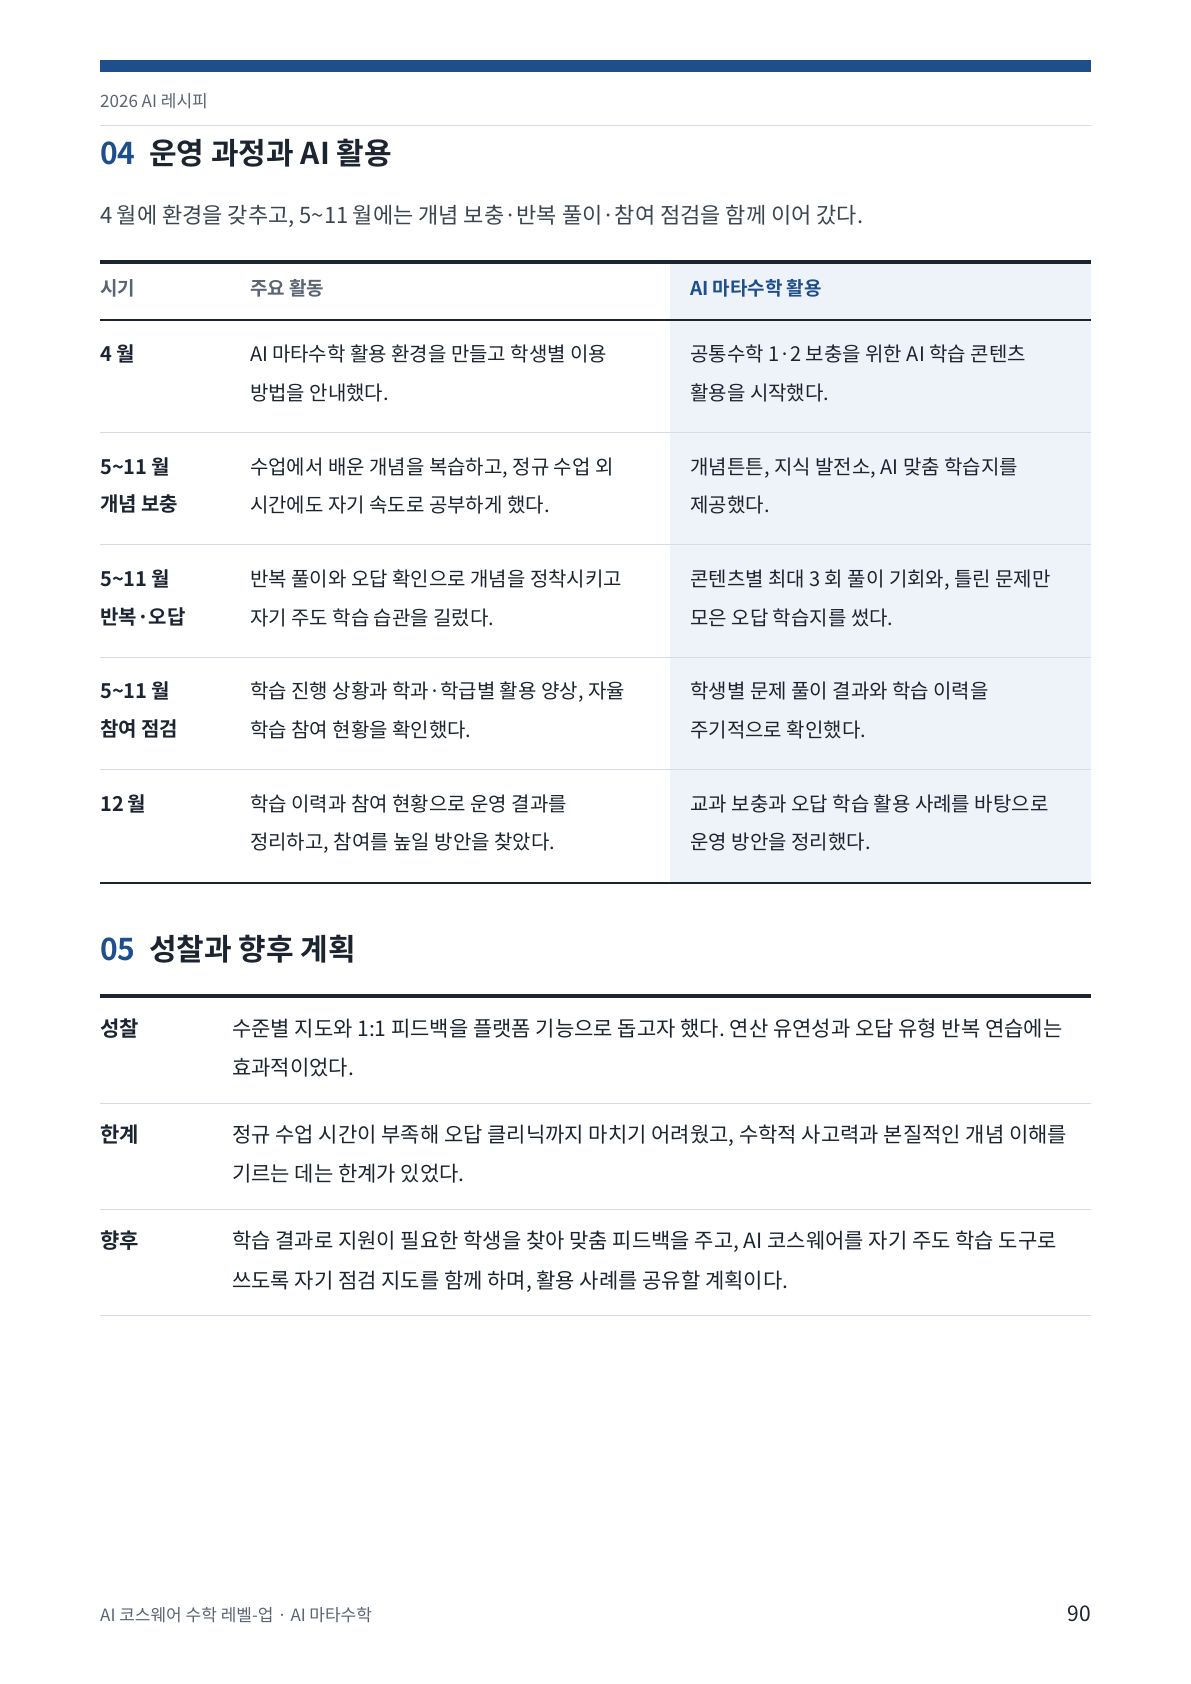 2026 AI 레시피
04 운영 과정과 AI 활용
4월에 환경을 갖추고, 5~11월에는 개념 보충·반복 풀이·참여 점검을 함께 이어 갔다.
시기 주요 활동 AI 마타수학 활용
4월 AI 마타수학 활용 환경을 만들고 학생별 이용 공통수학 1·2 보충을 위한 AI 학습 콘텐츠
방법을 안내했다. 활용을 시작했다.
5~11월 수업에서 배운 개념을 복습하고, 정규 수업 외 개념튼튼, 지식 발전소, AI 맞춤 학습지를
개념 보충 시간에도 자기 속도로 공부하게 했다. 제공했다.
5~11월 반복 풀이와 오답 확인으로 개념을 정착시키고 콘텐츠별 최대 3회 풀이 기회와, 틀린 문제만
반복·오답 자기 주도 학습 습관을 길렀다. 모은 오답 학습지를 썼다.
5~11월 학습 진행 상황과 학과·학급별 활용 양상, 자율 학생별 문제 풀이 결과와 학습 이력을
참여 점검 학습 참여 현황을 확인했다. 주기적으로 확인했다.
12월 학습 이력과 참여 현황으로 운영 결과를 교과 보충과 오답 학습 활용 사례를 바탕으로
정리하고, 참여를 높일 방안을 찾았다. 운영 방안을 정리했다.
05 성찰과 향후 계획
성찰 수준별 지도와 1:1 피드백을 플랫폼 기능으로 돕고자 했다. 연산 유연성과 오답 유형 반복 연습에는
효과적이었다.
한계 정규 수업 시간이 부족해 오답 클리닉까지 마치기 어려웠고, 수학적 사고력과 본질적인 개념 이해를
기르는 데는 한계가 있었다.
향후 학습 결과로 지원이 필요한 학생을 찾아 맞춤 피드백을 주고, AI 코스웨어를 자기 주도 학습 도구로
쓰도록 자기 점검 지도를 함께 하며, 활용 사례를 공유할 계획이다.
AI 코스웨어 수학 레벨-업 · AI 마타수학 90